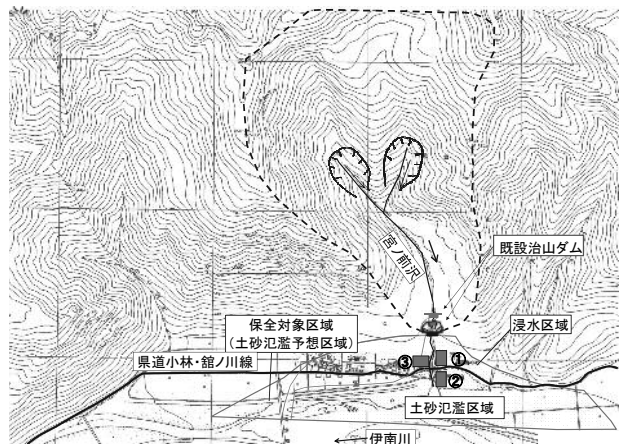 宮ノ前沢
既設治山ダム
保全対象区域
(土砂氾濫予想区域)
浸水区域
県道小林・舘ノ川線
③
①
②
土砂氾濫区域
伊南川